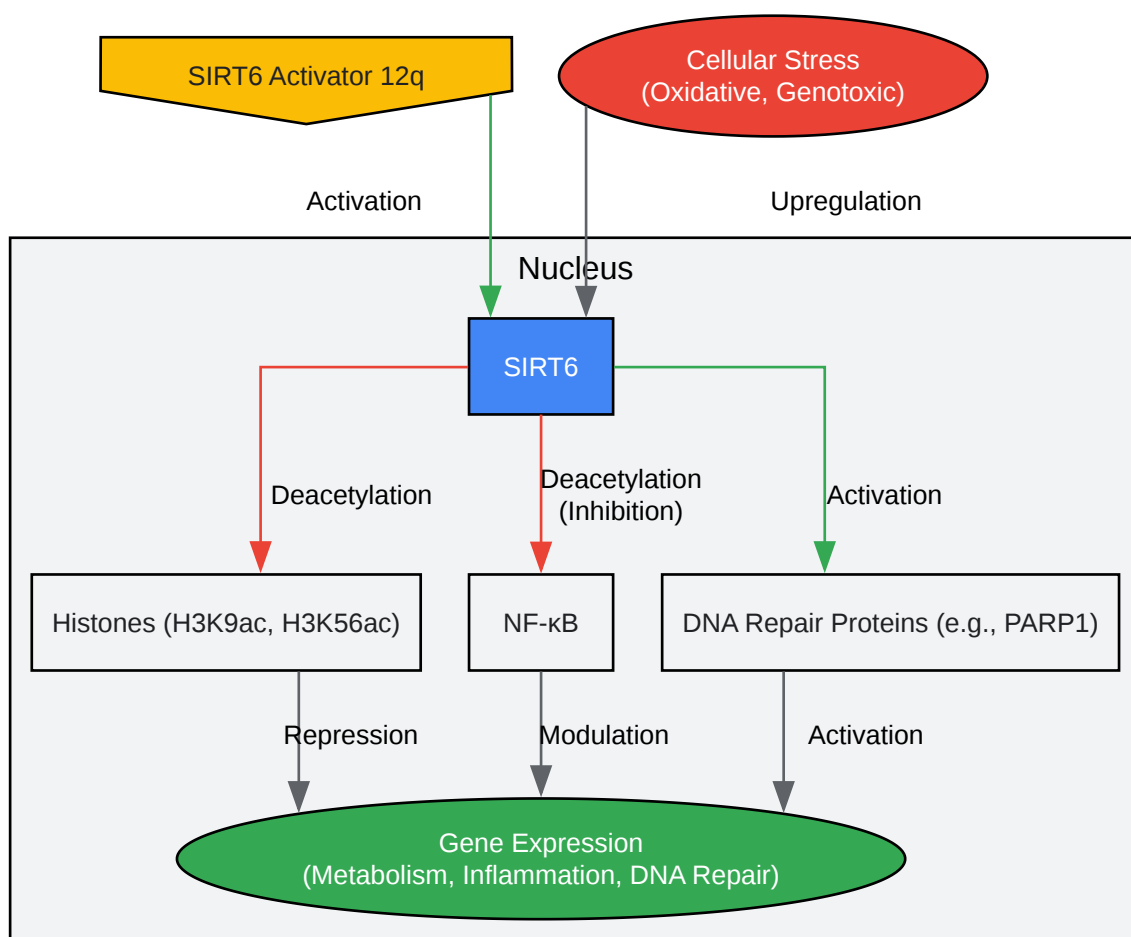 SIRT6 Activator 12q
Cellular Stress
(Oxidative, Genotoxic)
Activation
Upregulation
Nucleus
SIRT6
Deacetylation
Deacetylation
(Inhibition)
Activation
Histones (H3K9ac, H3K56ac)
NF-κB
DNA Repair Proteins (e.g., PARP1)
Repression
Modulation
Activation
Gene Expression
(Metabolism, Inflammation, DNA Repair)